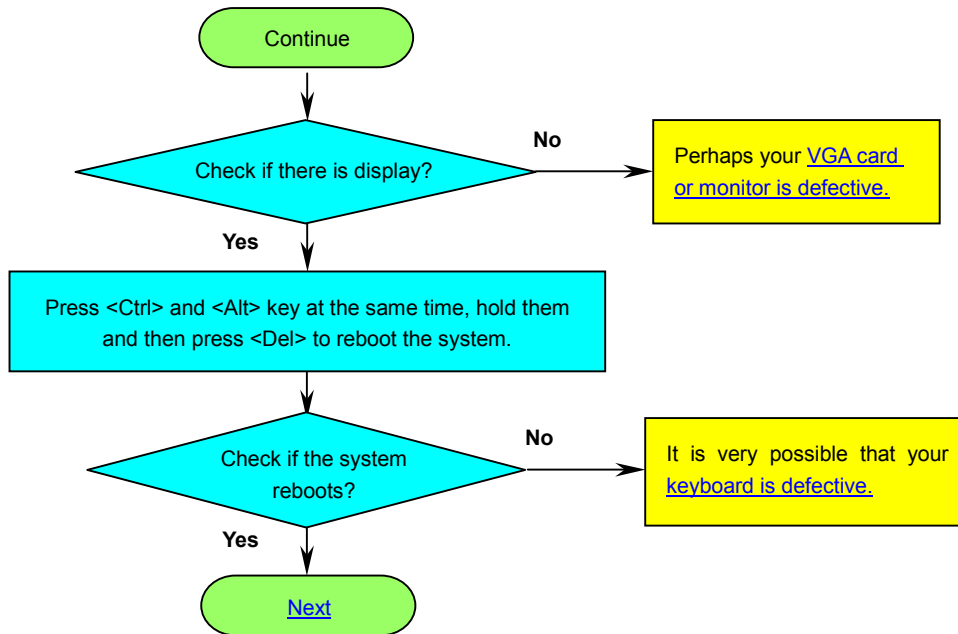 Continue
Check if there is display?
No
Perhaps your VGA card
or monitor is defective.
Yes
Press <Ctrl> and <Alt> key at the same time, hold them
and then press <Del> to reboot the system.
Check if the system
reboots?
No
It is very possible that your
keyboard is defective.
Yes
Next